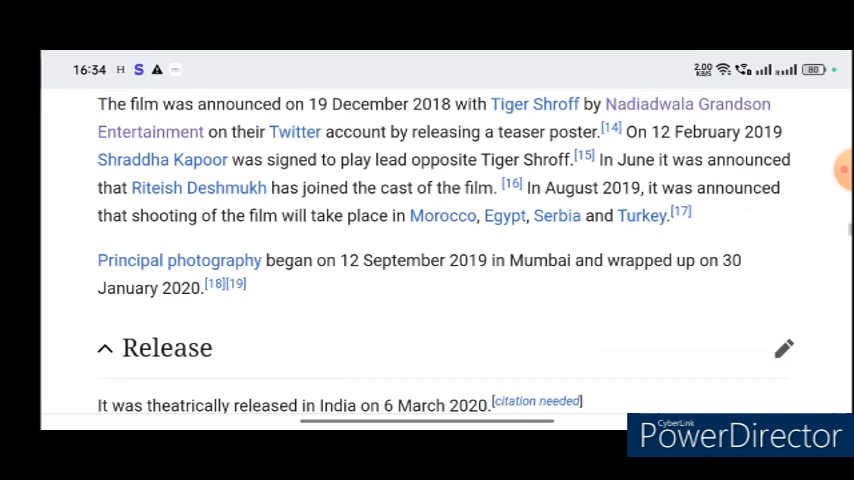 16:34 H S 2.00 KB/S 80
The film was announced on 19 December 2018 with Tiger Shroff by Nadiadwala Grandson
Entertainment on their Twitter account by releasing a teaser poster.[14] On 12 February 2019
Shraddha Kapoor was signed to play lead opposite Tiger Shroff.[15] In June it was announced
that Riteish Deshmukh has joined the cast of the film. [16] In August 2019, it was announced
that shooting of the film will take place in Morocco, Egypt, Serbia and Turkey.[17]
Principal photography began on 12 September 2019 in Mumbai and wrapped up on 30
January 2020.[18][19]
Release
It was theatrically released in India on 6 March 2020.[citation needed]
CyberLink
PowerDirector